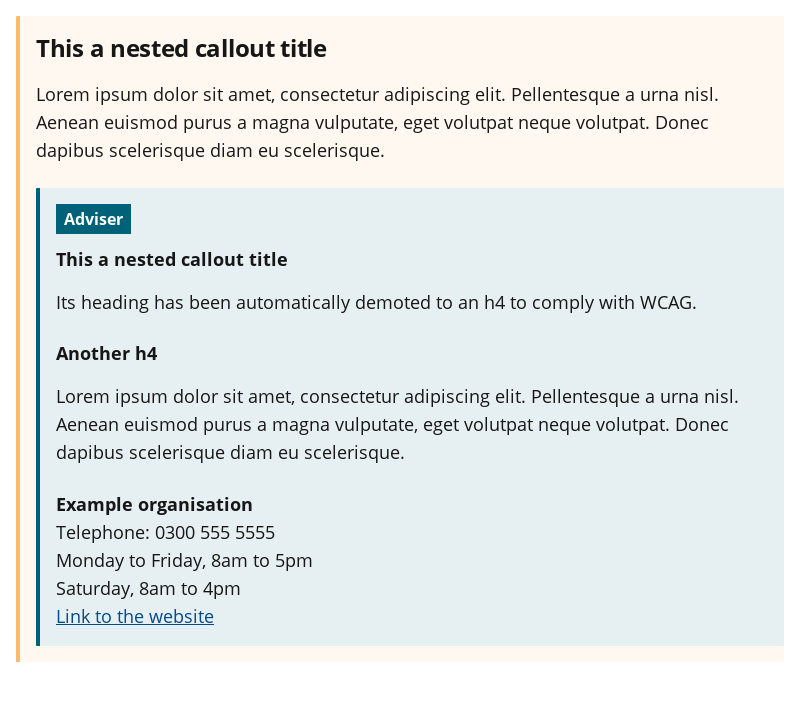 This a nested callout title
Lorem ipsum dolor sit amet, consectetur adipiscing elit. Pellentesque a urna nisl.
Aenean euismod purus a magna vulputate, eget volutpat neque volutpat. Donec
dapibus scelerisque diam eu scelerisque.
Adviser
This a nested callout title
Its heading has been automatically demoted to an h4 to comply with WCAG.
Another h4
Lorem ipsum dolor sit amet, consectetur adipiscing elit. Pellentesque a urna nisl.
Aenean euismod purus a magna vulputate, eget volutpat neque volutpat. Donec
dapibus scelerisque diam eu scelerisque.
Example organisation
Telephone: 0300 555 5555
Monday to Friday, 8am to 5pm
Saturday, 8am to 4pm
Link to the website